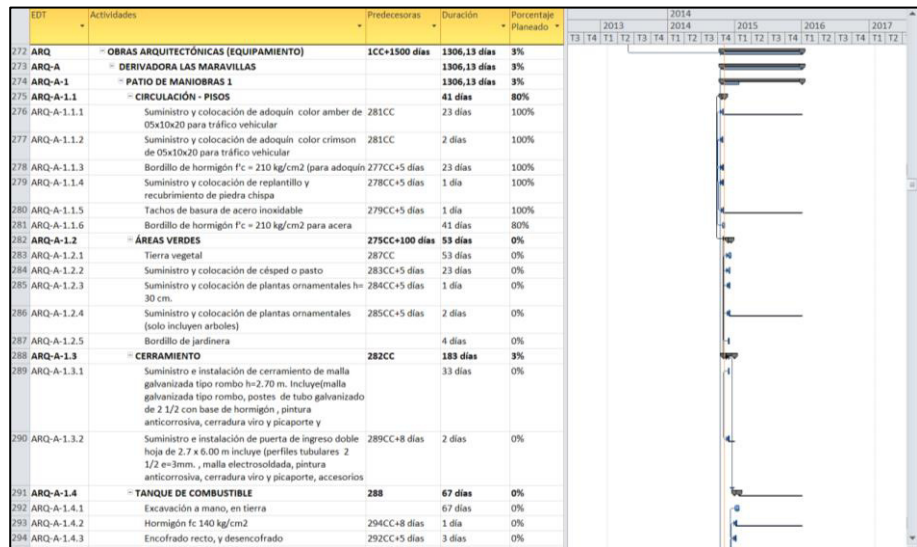 EDT Actividades Predecesoras Duración Porcentaje Planeado
2014
2013 2014 2015 2016 2017
T3 T4 T1 T2 T3 T4 T1 T2 T3 T4 T1 T2 T3 T4 T1 T2 T3 T4 T1 T2
272 ARQ OBRAS ARQUITECTÓNICAS (EQUIPAMIENTO) 1CC+1500 días 1306,13 días 3%
273 ARQ-A DERIVADORA LAS MARAVILLAS 1306,13 días 3%
274 ARQ-A-1 PATIO DE MANIOBRAS 1 1306,13 días 3%
275 ARQ-A-1.1 CIRCULACIÓN - PISOS 41 días 80%
276 ARQ-A-1.1.1 Suministro y colocación de adoquín color amber de 281CC 23 días 100%
05x10x20 para tráfico vehicular
277 ARQ-A-1.1.2 Suministro y colocación de adoquín color crimson 281CC 2 días 100%
de 05x10x20 para tráfico vehicular
278 ARQ-A-1.1.3 Bordillo de hormigón f'c = 210 kg/cm2 (para adoquín 277CC+5 días 23 días 100%
279 ARQ-A-1.1.4 Suministro y colocación de replantillo y 278CC+5 días 1 día 100%
recubrimiento de piedra chispa
280 ARQ-A-1.1.5 Tachos de basura de acero inoxidable 279CC+5 días 1 día 100%
281 ARQ-A-1.1.6 Bordillo de hormigón f'c = 210 kg/cm2 para acera 41 días 80%
282 ARQ-A-1.2 ÁREAS VERDES 275CC+100 días 53 días 0%
283 ARQ-A-1.2.1 Tierra vegetal 287CC 53 días 0%
284 ARQ-A-1.2.2 Suministro y colocación de césped o pasto 283CC+5 días 23 días 0%
285 ARQ-A-1.2.3 Suministro y colocación de plantas ornamentales h= 284CC+5 días 1 día 0%
30 cm.
286 ARQ-A-1.2.4 Suministro y colocación de plantas ornamentales 285CC+5 días 2 días 0%
(solo incluyen arboles)
287 ARQ-A-1.2.5 Bordillo de jardinera 4 días 0%
288 ARQ-A-1.3 CERRAMIENTO 282CC 183 días 3%
289 ARQ-A-1.3.1 Suministro e instalación de cerramiento de malla 33 días 0%
galvanizada tipo rombo h=2.70 m. Incluye(malla
galvanizada tipo rombo, postes de tubo galvanizado
de 2 1/2 con base de hormigón , pintura
anticorrosiva, cerradura viro y picaporte y
290 ARQ-A-1.3.2 Suministro e instalación de puerta de ingreso doble 289CC+8 días 2 días 0%
hoja de 2.7 x 6.00 m incluye (perfiles tubulares 2
1/2 e=3mm. , malla electrosoldada, pintura
anticorrosiva, cerradura viro y picaporte, accesorios
291 ARQ-A-1.4 TANQUE DE COMBUSTIBLE 288 67 días 0%
292 ARQ-A-1.4.1 Excavación a mano, en tierra 67 días 0%
293 ARQ-A-1.4.2 Hormigón fc 140 kg/cm2 294CC+8 días 1 día 0%
294 ARQ-A-1.4.3 Encofrado recto, y desencofrado 292CC+5 días 3 días 0%